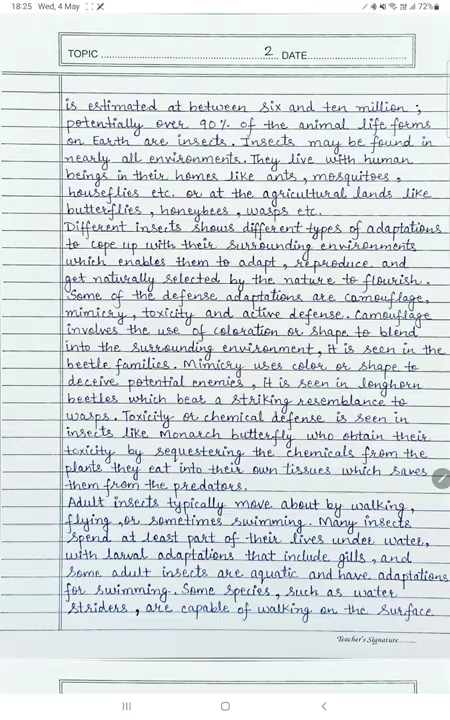 18:25 Wed, 4 May
72%
TOPIC
2 DATE
is estimated at between six and ten million ;
potentially over 90% of the animal life forms
on Earth are insects. Insects may be found in
nearly all environments. They live with human
beings in their homes like ants, mosquitoes,
houseflies etc. or at the agricultural lands like
butterflies, honeybees, wasps etc.
Different insects shows different types of adaptations
to cope up with their surrounding environments
which enables them to adapt, reproduce and
get naturally selected by the nature to flourish.
Some of the defense adaptations are camouflage,
mimicry, toxicity and active defense. Camouflage
involves the use of coloration or shape to blend
into the surrounding environment, it is seen in the
beetle families. Mimicry uses color or shape to
deceive potential enemies, it is seen in longhorn
beetles which bear a striking resemblance to
wasps. Toxicity or chemical defense is seen in
insects like Monarch butterfly who obtain their
toxicity by sequestering the chemicals from the
plants they eat into their own tissues which saves
them from the predators.
Adult insects typically move about by walking,
flying, or sometimes swimming. Many insects
spend at least part of their lives under water,
with larval adaptations that include gills, and
some adult insects are aquatic and have adaptations
for swimming. Some species, such as water
striders, are capable of walking on the surface
Teacher's Signature